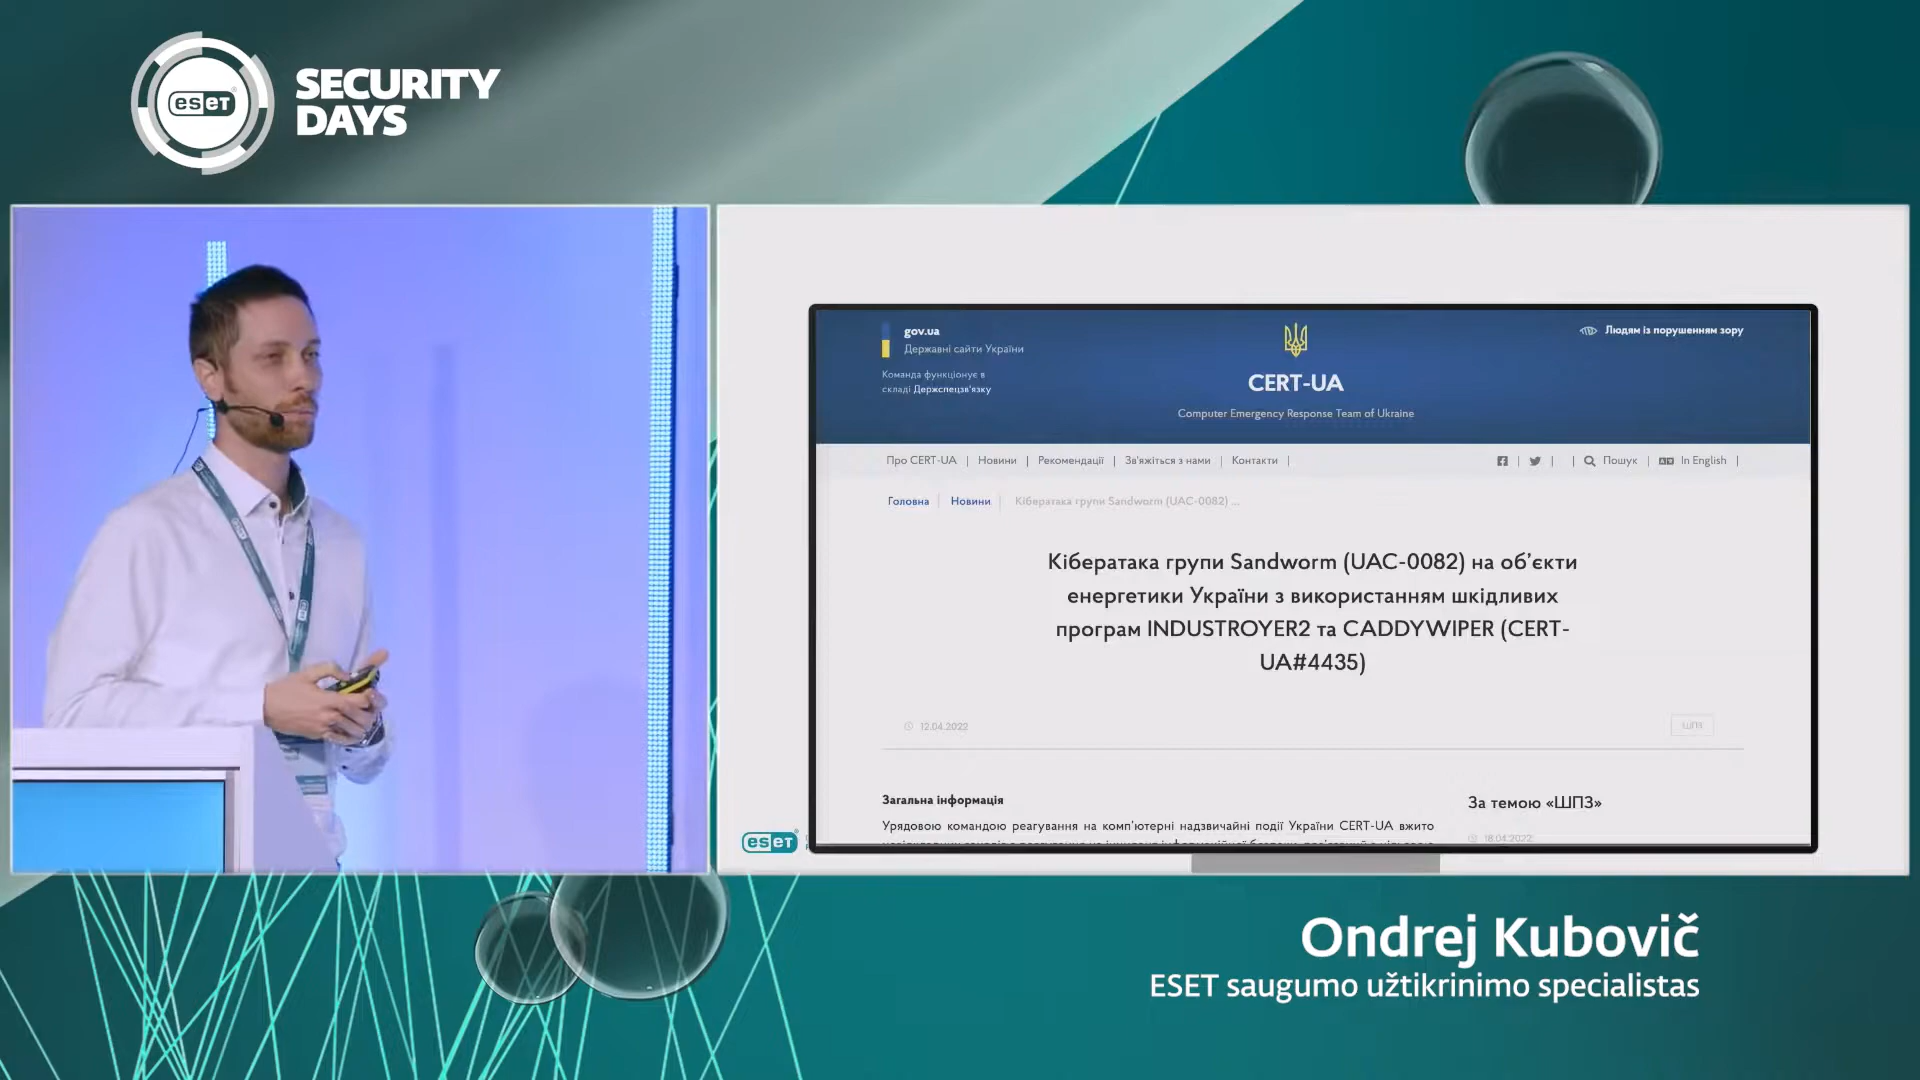 eset
SECURITY
DAYS
gov.ua
Державні сайти України
Команда функціонує в
складі Держспецзв'язку
CERT-UA
Computer Emergency Response Team of Ukraine
Людям із порушенням зору
Про CERT-UA | Новини | Рекомендації | Зв'яжіться з нами | Контакти |
Пошук | In English |
Головна | Новини | Кібератака групи Sandworm (UAC-0082) ...
Кібератака групи Sandworm (UAC-0082) на об’єкти
енергетики України з використанням шкідливих
програм INDUSTROYER2 та CADDYWIPER (CERT-
UA#4435)
12.04.2022
ШПЗ
Загальна інформація
Урядовою командою реагування на комп’ютерні надзвичайні події України CERT-UA вжито
За темою «ШПЗ»
18.04.2022
eset
Ondrej Kubovič
ESET saugumo užtikrinimo specialistas